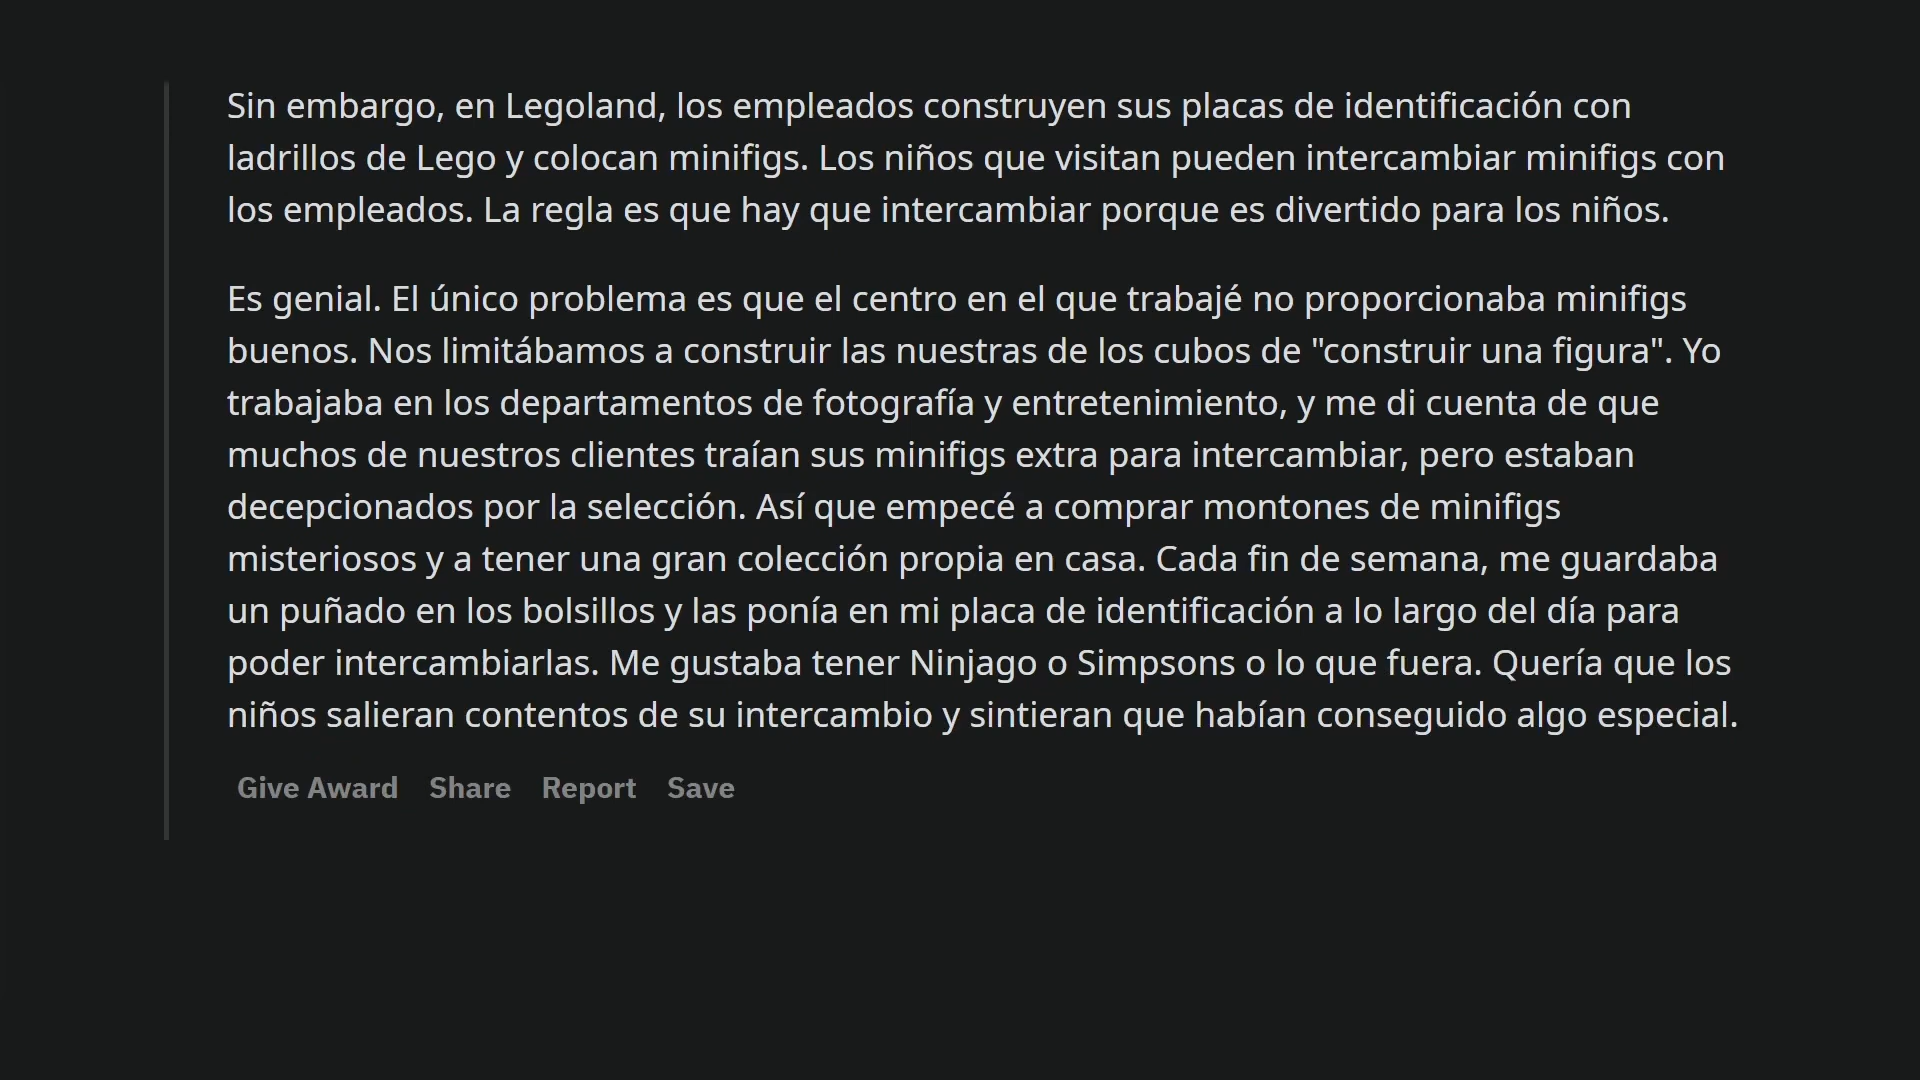 Sin embargo, en Legoland, los empleados construyen sus placas de identificación con
ladrillos de Lego y colocan minifigs. Los niños que visitan pueden intercambiar minifigs con
los empleados. La regla es que hay que intercambiar porque es divertido para los niños.
Es genial. El único problema es que el centro en el que trabajé no proporcionaba minifigs
buenos. Nos limitábamos a construir las nuestras de los cubos de "construir una figura". Yo
trabajaba en los departamentos de fotografía y entretenimiento, y me di cuenta de que
muchos de nuestros clientes traían sus minifigs extra para intercambiar, pero estaban
decepcionados por la selección. Así que empecé a comprar montones de minifigs
misteriosos y a tener una gran colección propia en casa. Cada fin de semana, me guardaba
un puñado en los bolsillos y las ponía en mi placa de identificación a lo largo del día para
poder intercambiarlas. Me gustaba tener Ninjago o Simpsons o lo que fuera. Quería que los
niños salieran contentos de su intercambio y sintieran que habían conseguido algo especial.
Give Award Share Report Save